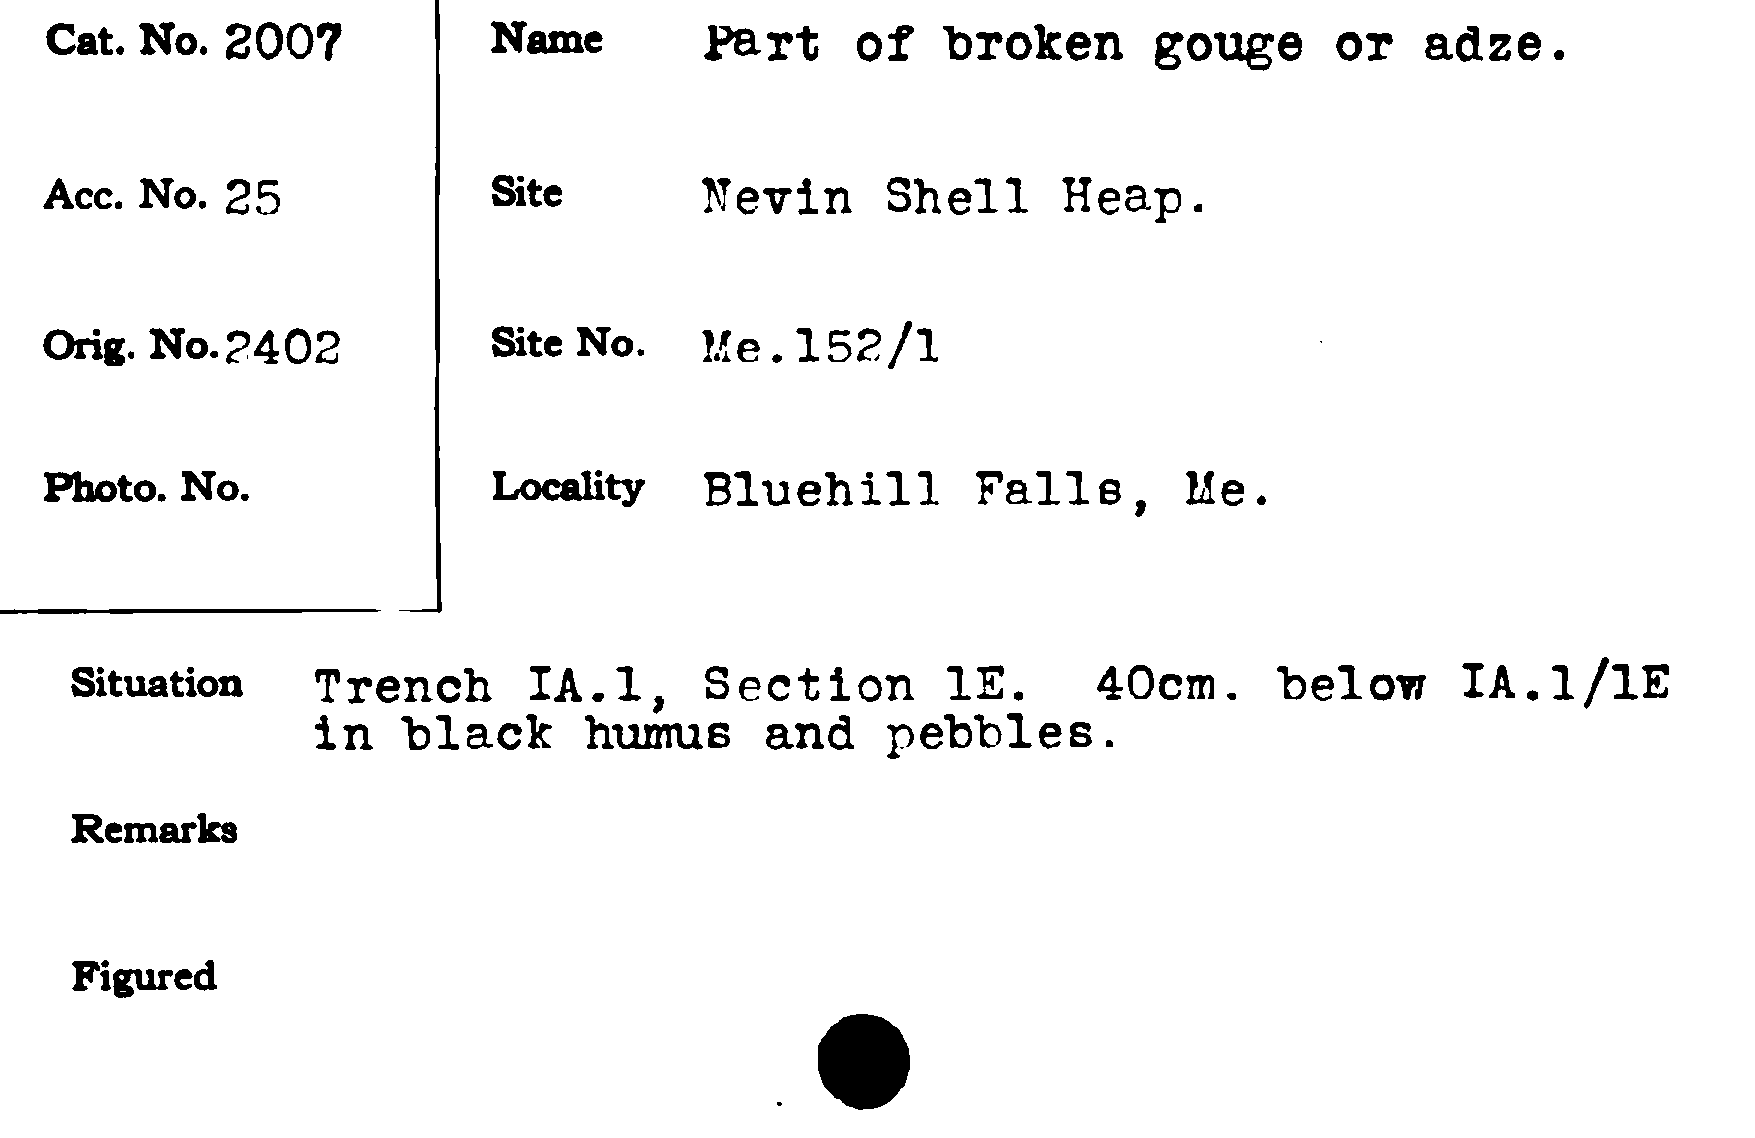 Cat. No. 2007
Acc. No. 25
Orig. No. 2402
Photo. No.
Name Part of broken gouge or adze.
Site Nevin Shell Heap.
Site No. Me.152/1
Locality Bluehill Falls, Me.
Situation Trench IA.1, Section 1E. 40cm. below IA.1/1E
in black humus and pebbles.
Remarks
Figured